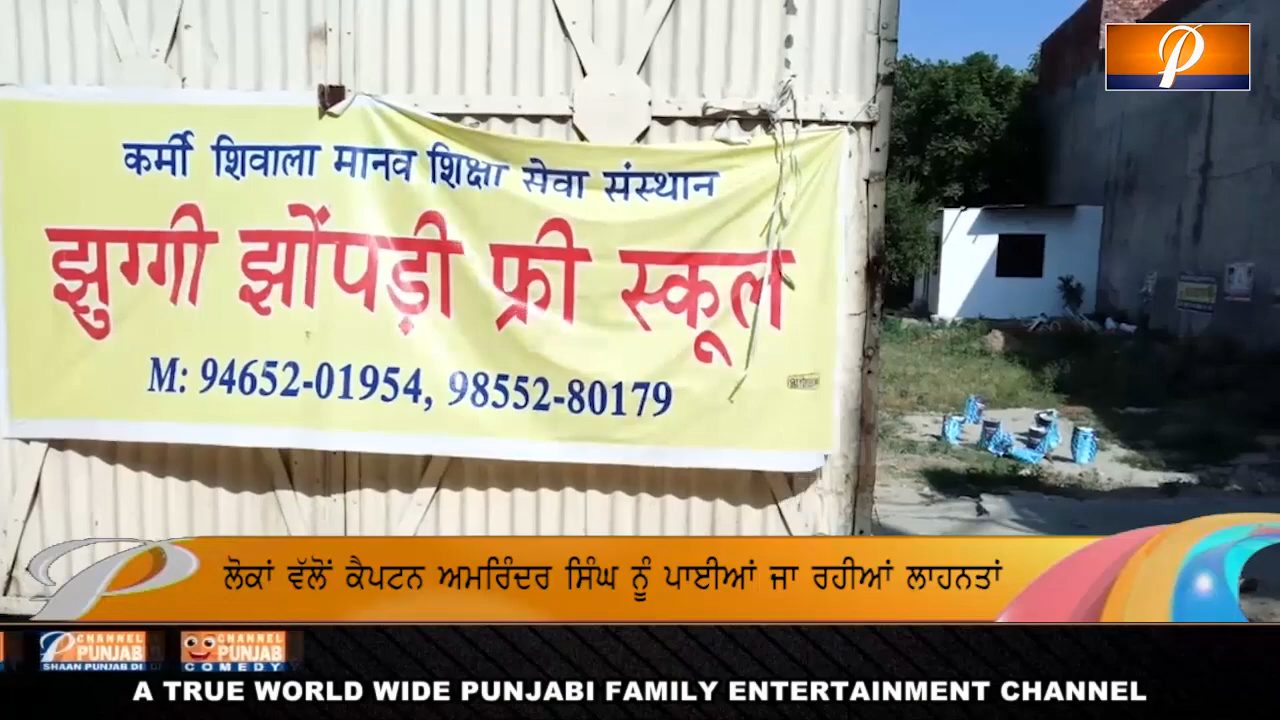 P
कर्मी शिवाला मानव शिक्षा सेवा संस्थान
झुग्गी झोंपड़ी फ्री स्कूल
M: 94652-01954, 98552-80179
ਲੋਕਾਂ ਵੱਲੋਂ ਕੈਪਟਨ ਅਮਰਿੰਦਰ ਸਿੰਘ ਨੂੰ ਪਾਈਆਂ ਜਾ ਰਹੀਆਂ ਲਾਹਨਤਾਂ
CHANNEL PUNJAB
SHAAN PUNJAB DI
CHANNEL PUNJAB
COMEDY
A TRUE WORLD WIDE PUNJABI FAMILY ENTERTAINMENT CHANNEL